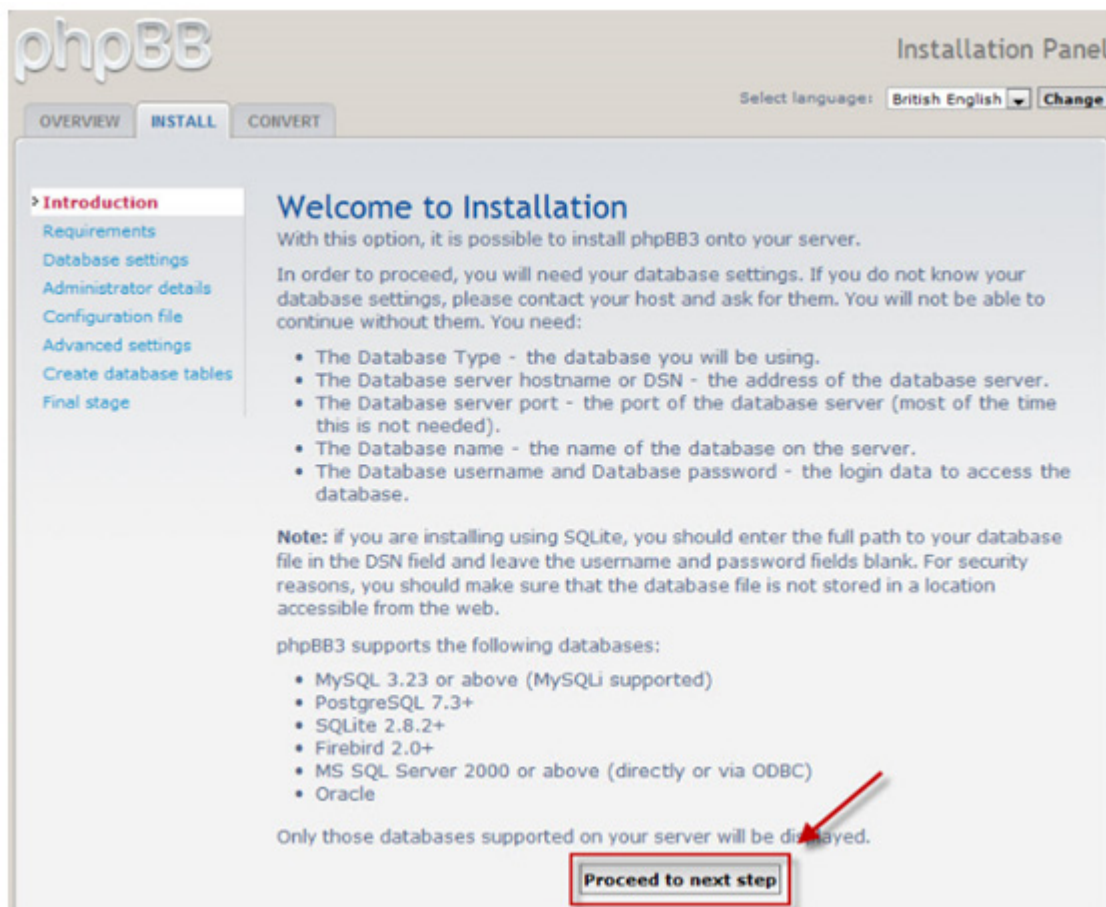 phpBB
Installation Panel
Select language: British English Change
OVERVIEW INSTALL CONVERT
Introduction
Requirements
Database settings
Administrator details
Configuration file
Advanced settings
Create database tables
Final stage
Welcome to Installation
With this option, it is possible to install phpBB3 onto your server.
In order to proceed, you will need your database settings. If you do not know your
database settings, please contact your host and ask for them. You will not be able to
continue without them. You need:
• The Database Type - the database you will be using.
• The Database server hostname or DSN - the address of the database server.
• The Database server port - the port of the database server (most of the time
this is not needed).
• The Database name - the name of the database on the server.
• The Database username and Database password - the login data to access the
database.
Note: if you are installing using SQLite, you should enter the full path to your database
file in the DSN field and leave the username and password fields blank. For security
reasons, you should make sure that the database file is not stored in a location
accessible from the web.
phpBB3 supports the following databases:
• MySQL 3.23 or above (MySQLi supported)
• PostgreSQL 7.3+
• SQLite 2.8.2+
• Firebird 2.0+
• MS SQL Server 2000 or above (directly or via ODBC)
• Oracle
Only those databases supported on your server will be displayed.
Proceed to next step